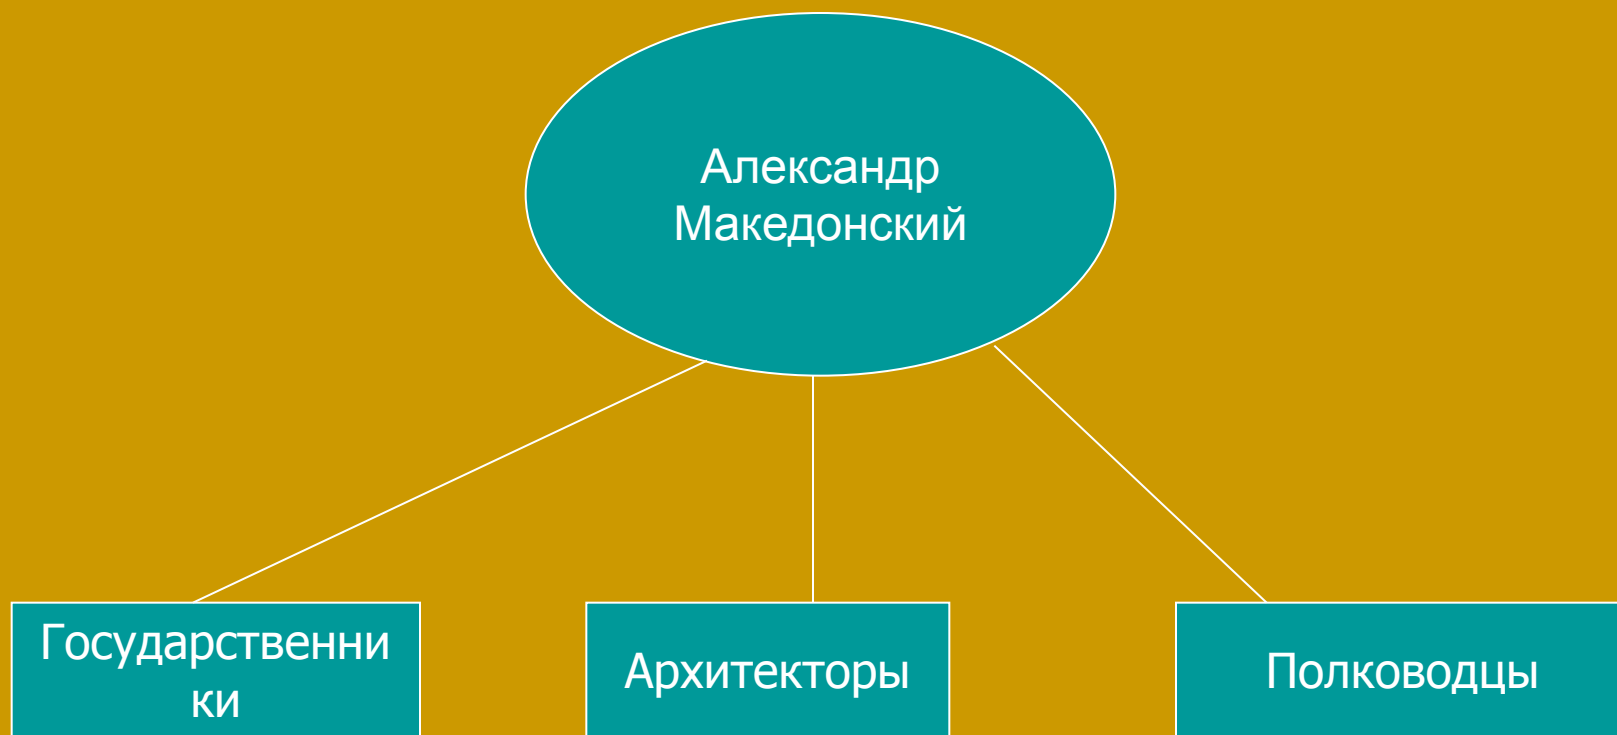 Александр
Македонский
Государственни
ки
Архитекторы
Полководцы